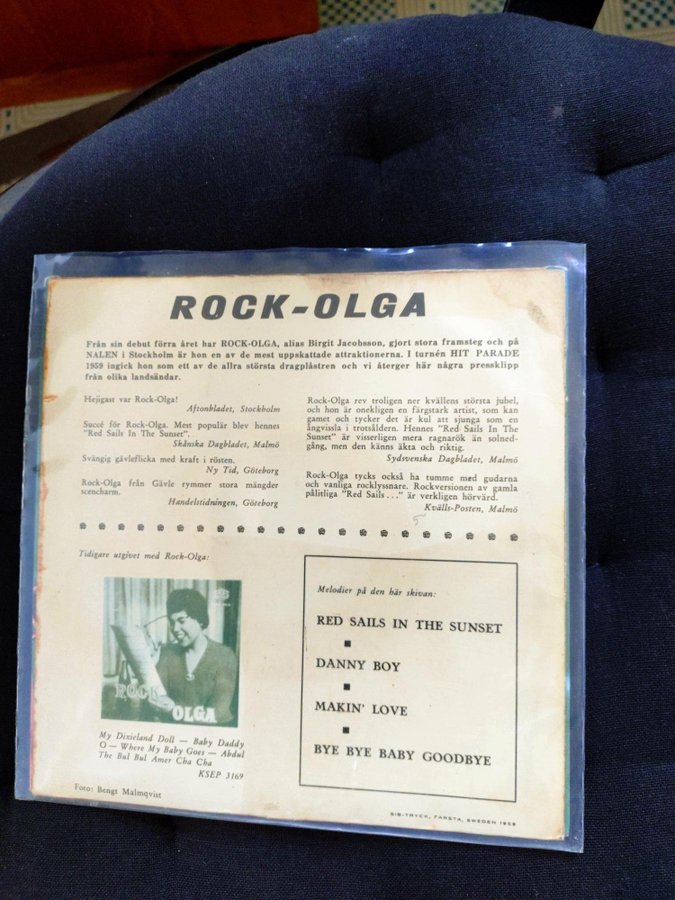 ROCK-OLGA
Från sin debut förra året har ROCK-OLGA, alias Birgit Jacobsson, gjort stora framsteg och på
NALEN i Stockholm är hon en av de mest uppskattade attraktionerna. I turnén HIT PARADE
1959 ingick hon som ett av de allra största dragplåstren och vi återger här några pressklipp
från olika landsändar.
Hejigast var Rock-Olga!
Aftonbladet, Stockholm
Succé för Rock-Olga. Mest populär blev hennes
"Red Sails In The Sunset".
Skånska Dagbladet, Malmö
Svängig gävleflicka med kraft i rösten.
Ny Tid, Göteborg
Rock-Olga från Gävle rymmer stora mängder
scencharm.
Handelstidningen, Göteborg
Rock-Olga rev troligen ner kvällens största jubel,
och hon är onekligen en färgstark artist, som kan
gamet och tycker det är kul att sjunga som en
ångvissla i trotsåldern. Hennes "Red Sails In The
Sunset" är visserligen mera ragnarök än solned-
gång, men den känns äkta och riktig.
Sydsvenska Dagbladet, Malmö
Rock-Olga tycks också ha tumme med gudarna
och vanliga rocklyssnare. Rockversionen av gamla
pålitliga "Red Sails ..." är verkligen hörvärd.
Kvälls-Posten, Malmö
Tidigare utgivet med Rock-Olga:
ROCK
OLGA
My Dixieland Doll — Baby Daddy
O — Where My Baby Goes — Abdul
The Bul Bul Amer Cha Cha
KSEP 3169
Foto: Bengt Malmqvist
Melodier på den här skivan:
RED SAILS IN THE SUNSET
DANNY BOY
MAKIN' LOVE
BYE BYE BABY GOODBYE
SIB-TRYCK, FARSTA, SWEDEN 1959